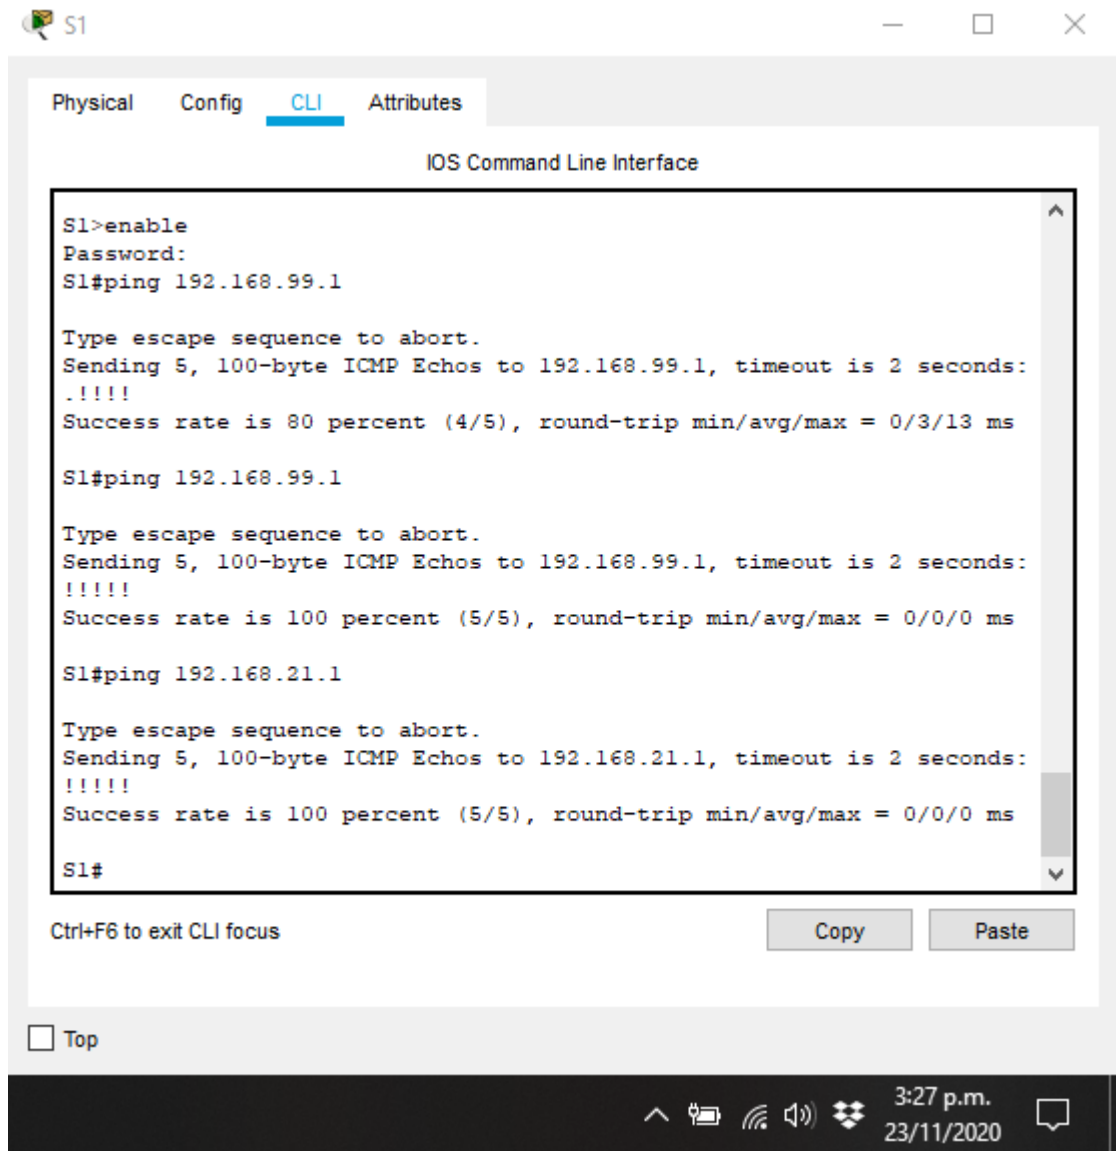 S1
Physical Config CLI Attributes
IOS Command Line Interface
S1>enable
Password:
S1#ping 192.168.99.1
Type escape sequence to abort.
Sending 5, 100-byte ICMP Echos to 192.168.99.1, timeout is 2 seconds:
.!!!!
Success rate is 80 percent (4/5), round-trip min/avg/max = 0/3/13 ms
S1#ping 192.168.99.1
Type escape sequence to abort.
Sending 5, 100-byte ICMP Echos to 192.168.99.1, timeout is 2 seconds:
!!!!!
Success rate is 100 percent (5/5), round-trip min/avg/max = 0/0/0 ms
S1#ping 192.168.21.1
Type escape sequence to abort.
Sending 5, 100-byte ICMP Echos to 192.168.21.1, timeout is 2 seconds:
!!!!!
Success rate is 100 percent (5/5), round-trip min/avg/max = 0/0/0 ms
S1#
Ctrl+F6 to exit CLI focus
Copy Paste
Top
3:27 p.m.
23/11/2020